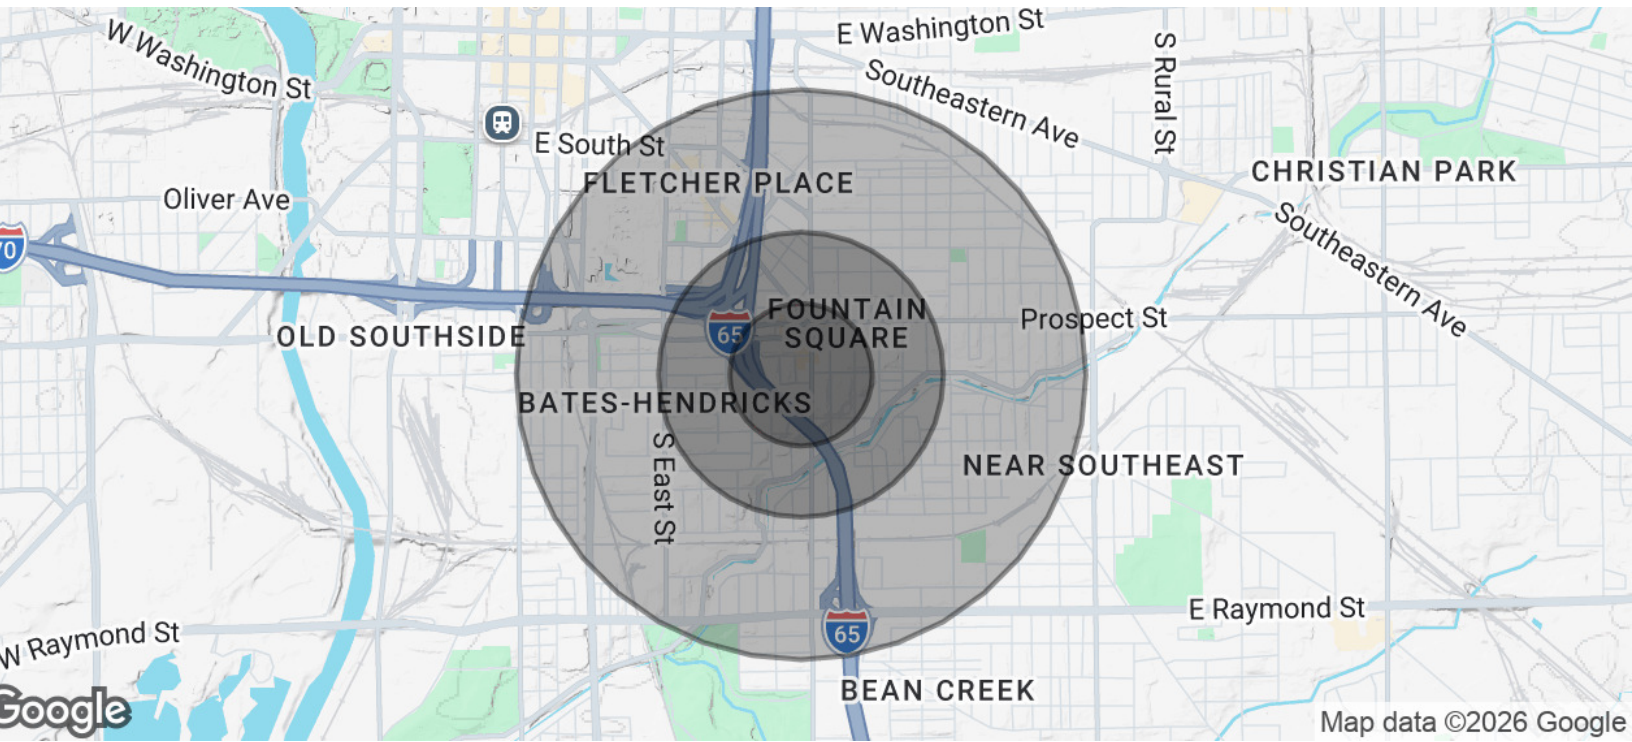 E Washington St
W Washington St
S Rural St
Southeastern Ave
E South St
CHRISTIAN PARK
FLETCHER PLACE
Oliver Ave
70
Southeastern Ave
FOUNTAIN
SQUARE
Prospect St
65
OLD SOUTHSIDE
BATES-HENDRICKS
S East St
NEAR SOUTHEAST
E Raymond St
W Raymond St
65
BEAN CREEK
Google
Map data ©2026 Google